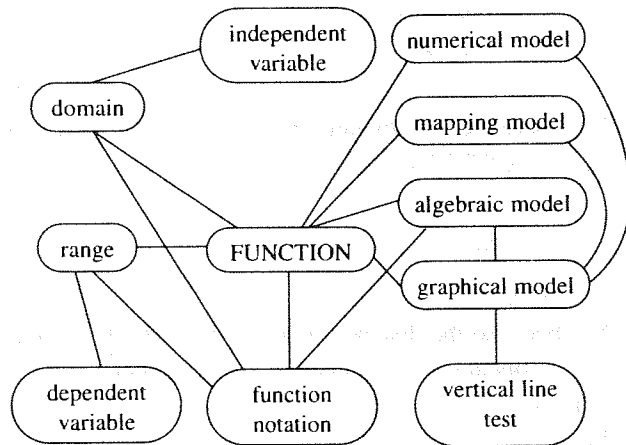 independent
variable
numerical model
domain
mapping model
algebraic model
range
FUNCTION
graphical model
dependent
variable
function
notation
vertical line
test